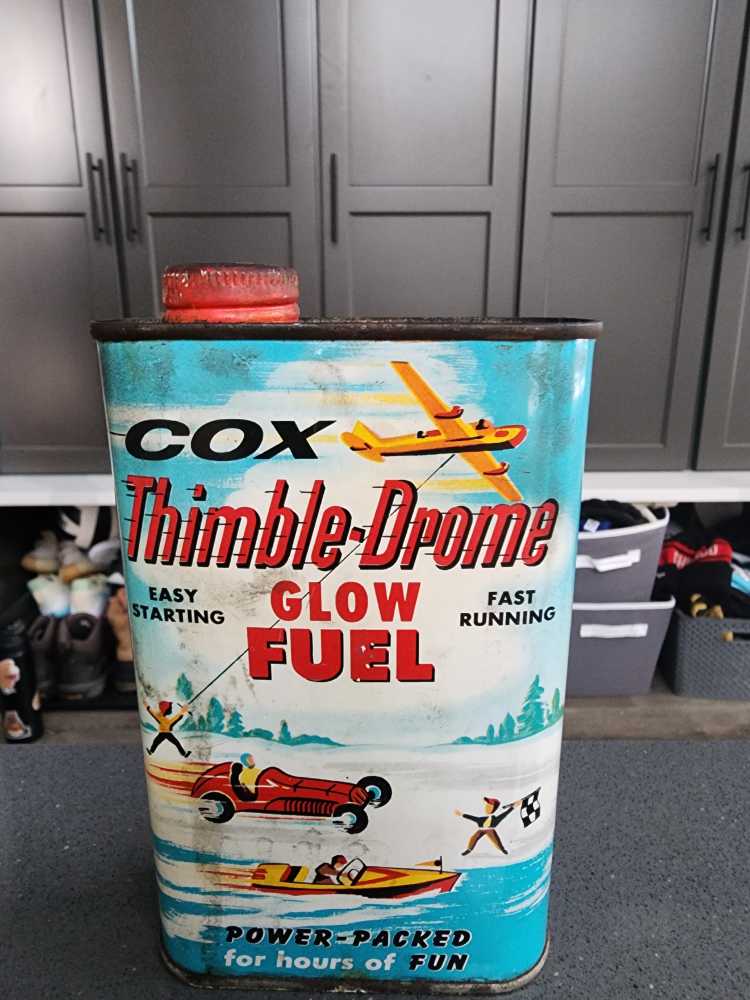 COX
Thimble-Drome
EASY
STARTING
GLOW
FUEL
FAST
RUNNING
POWER-PACKED
for hours of FUN